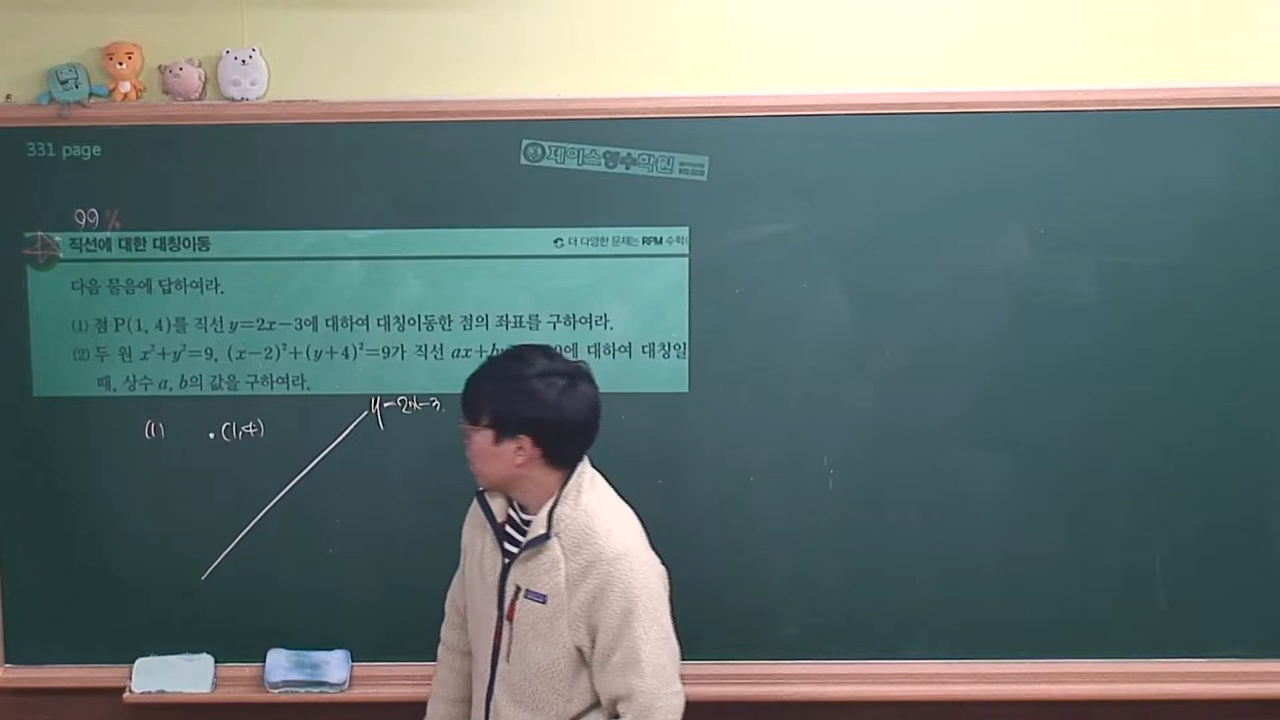 331 page
제이스영수학원
99%
직선에 대한 대칭이동
더 다양한 문제는 RPM 수학(
다음 물음에 답하여라.
(1) 점 P(1, 4)를 직선 y=2x-3에 대하여 대칭이동한 점의 좌표를 구하여라.
(2) 두 원 x²+y²=9, (x-2)²+(y+4)²=9가 직선 ax+b 0에 대하여 대칭일
때, 상수 a, b의 값을 구하여라.
y=2x-3.
(1) (1,4)